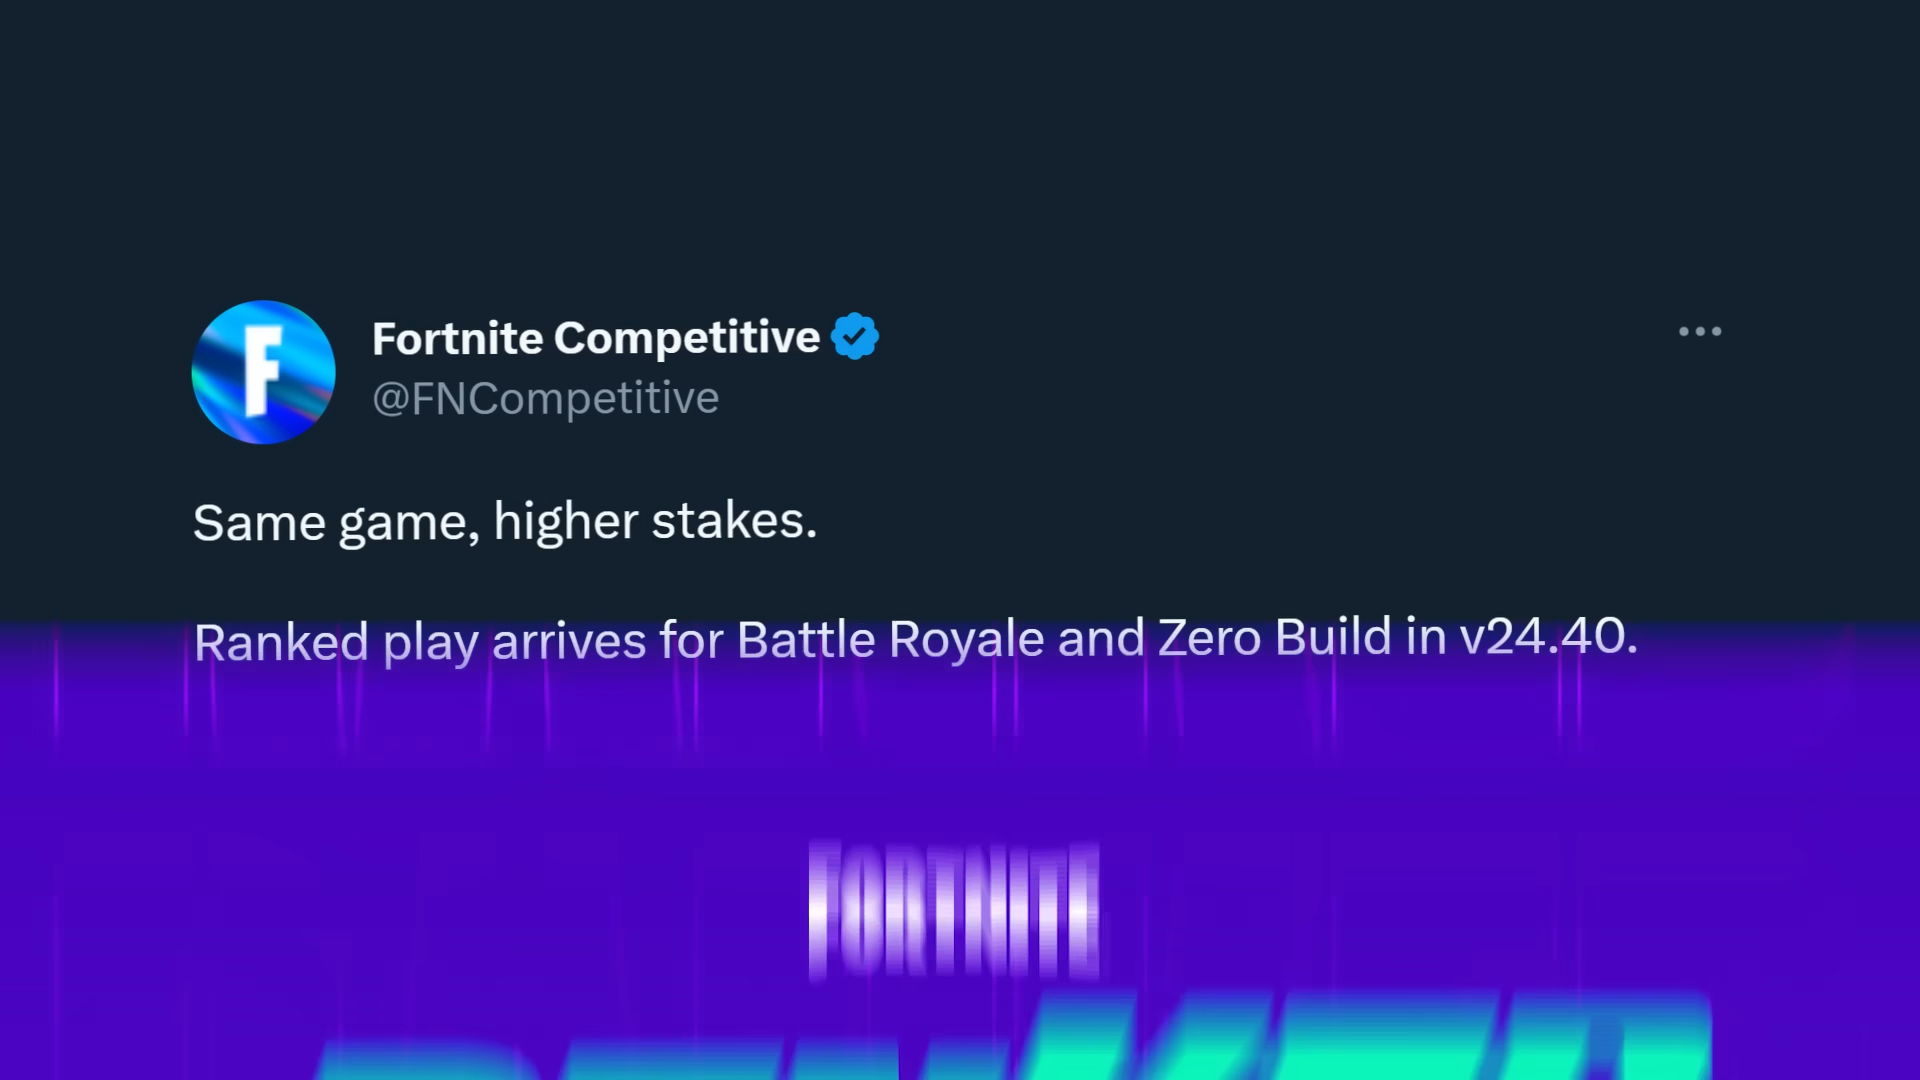 F
Fortnite Competitive
@FNCompetitive
Same game, higher stakes.
Ranked play arrives for Battle Royale and Zero Build in v24.40.
FORTNITE